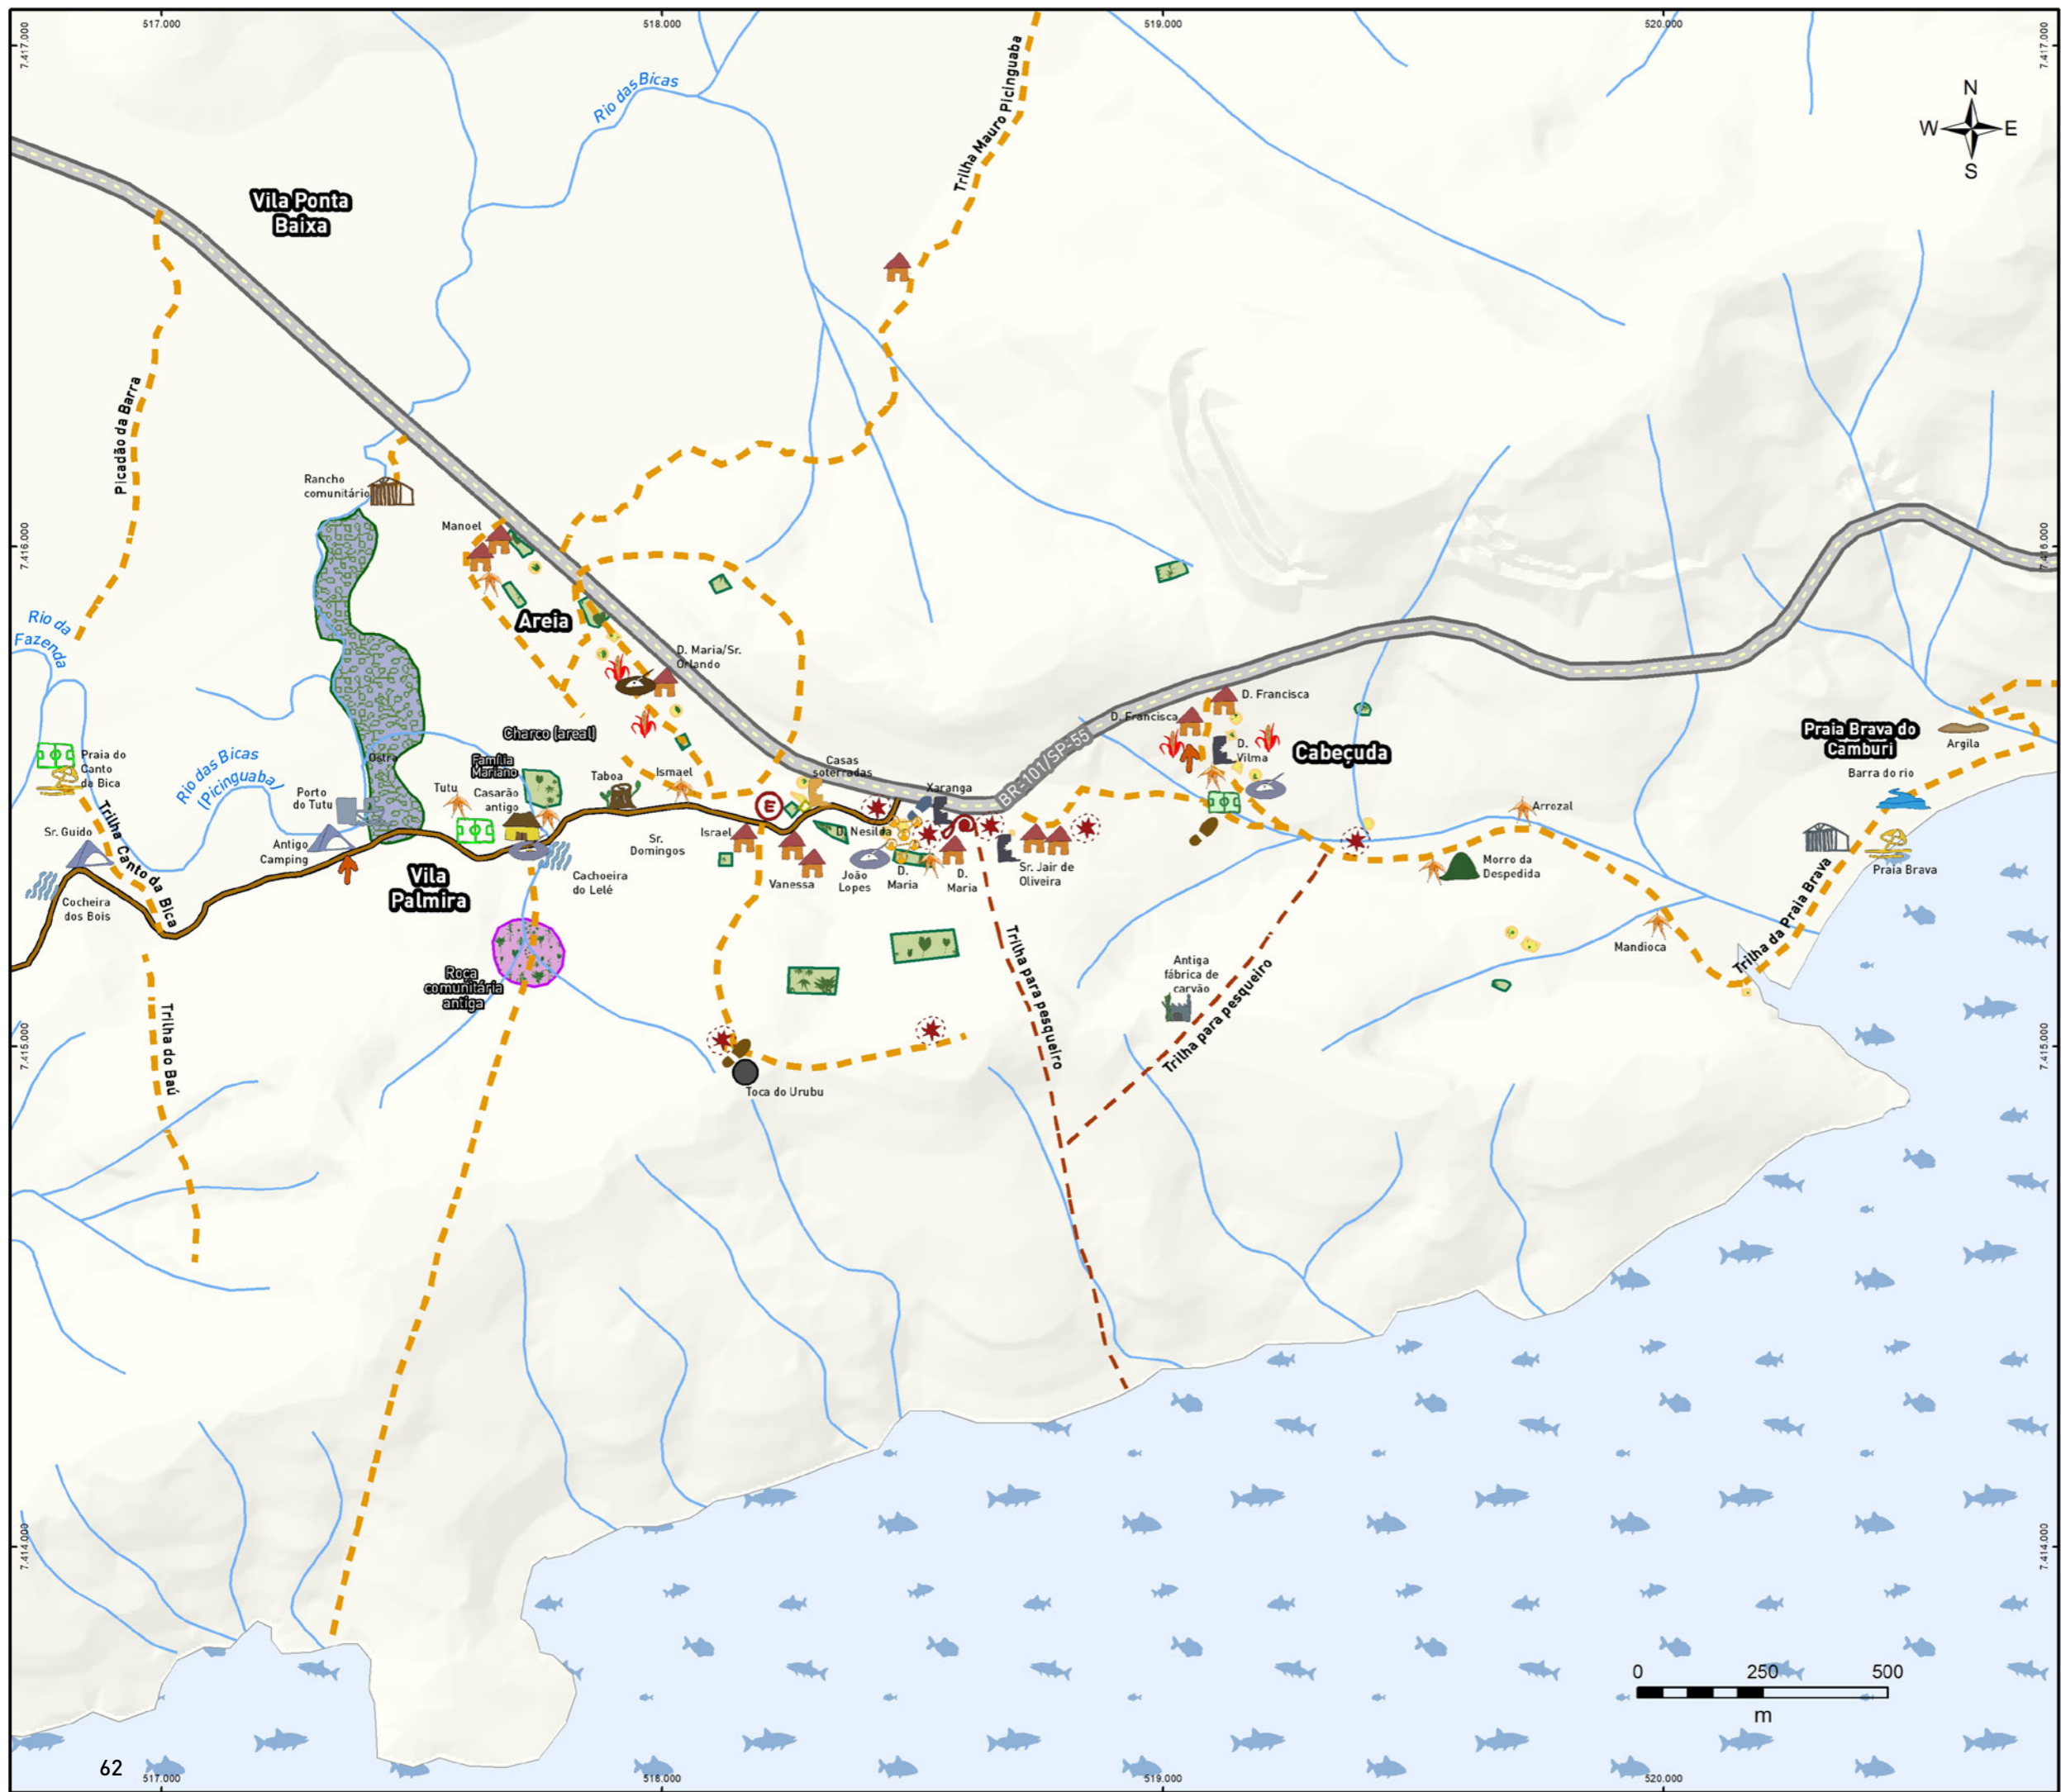 517.000
518.000
519.000
520.000
7.417.000
7.417.000
N
W
E
S
Rio das Bicas
Trilha Mauro Picinguaba
Vila Ponta
Baixa
Picadão da Barra
Rancho
comunitário
Manoel
7.416.000
7.416.000
Areia
Rio da
Fazenda
D. Maria/Sr.
Orlando
D. Francisca
D. Francisca
BR-101/SP-55
D.
Vilma
Cabeçuda
Praia Brava do
Camburi
Argila
Barra do rio
Charco (areal)
Praia do
Canto
da Bica
Rio das Bicas
(Picinguaba)
Ostra
Família
Mariano
Casarão
antigo
Taboa
Ismael
Casas
soterradas
Xaranga
Porto
do Tutu
Tutu
Arrozal
Sr. Guido
Trilha Canto da Bica
Antigo
Camping
Sr.
Domingos
Israel
D. Nesilda
Vanessa
João
Lopes
D.
Maria
D.
Maria
Sr. Jair de
Oliveira
Morro da
Despedida
Praia Brava
Vila
Palmira
Cachoeira
do Lelé
Cocheira
dos Bois
Mandioca
Trilha da Praia Brava
Roça
comunitária
antiga
Trilha para pesqueiro
Antiga
fábrica de
carvão
Trilha para pesqueiro
Trilha do Baú
7.415.000
7.415.000
Toca do Urubu
7.414.000
7.414.000
0
250
500
m
62
517.000
518.000
519.000
520.000